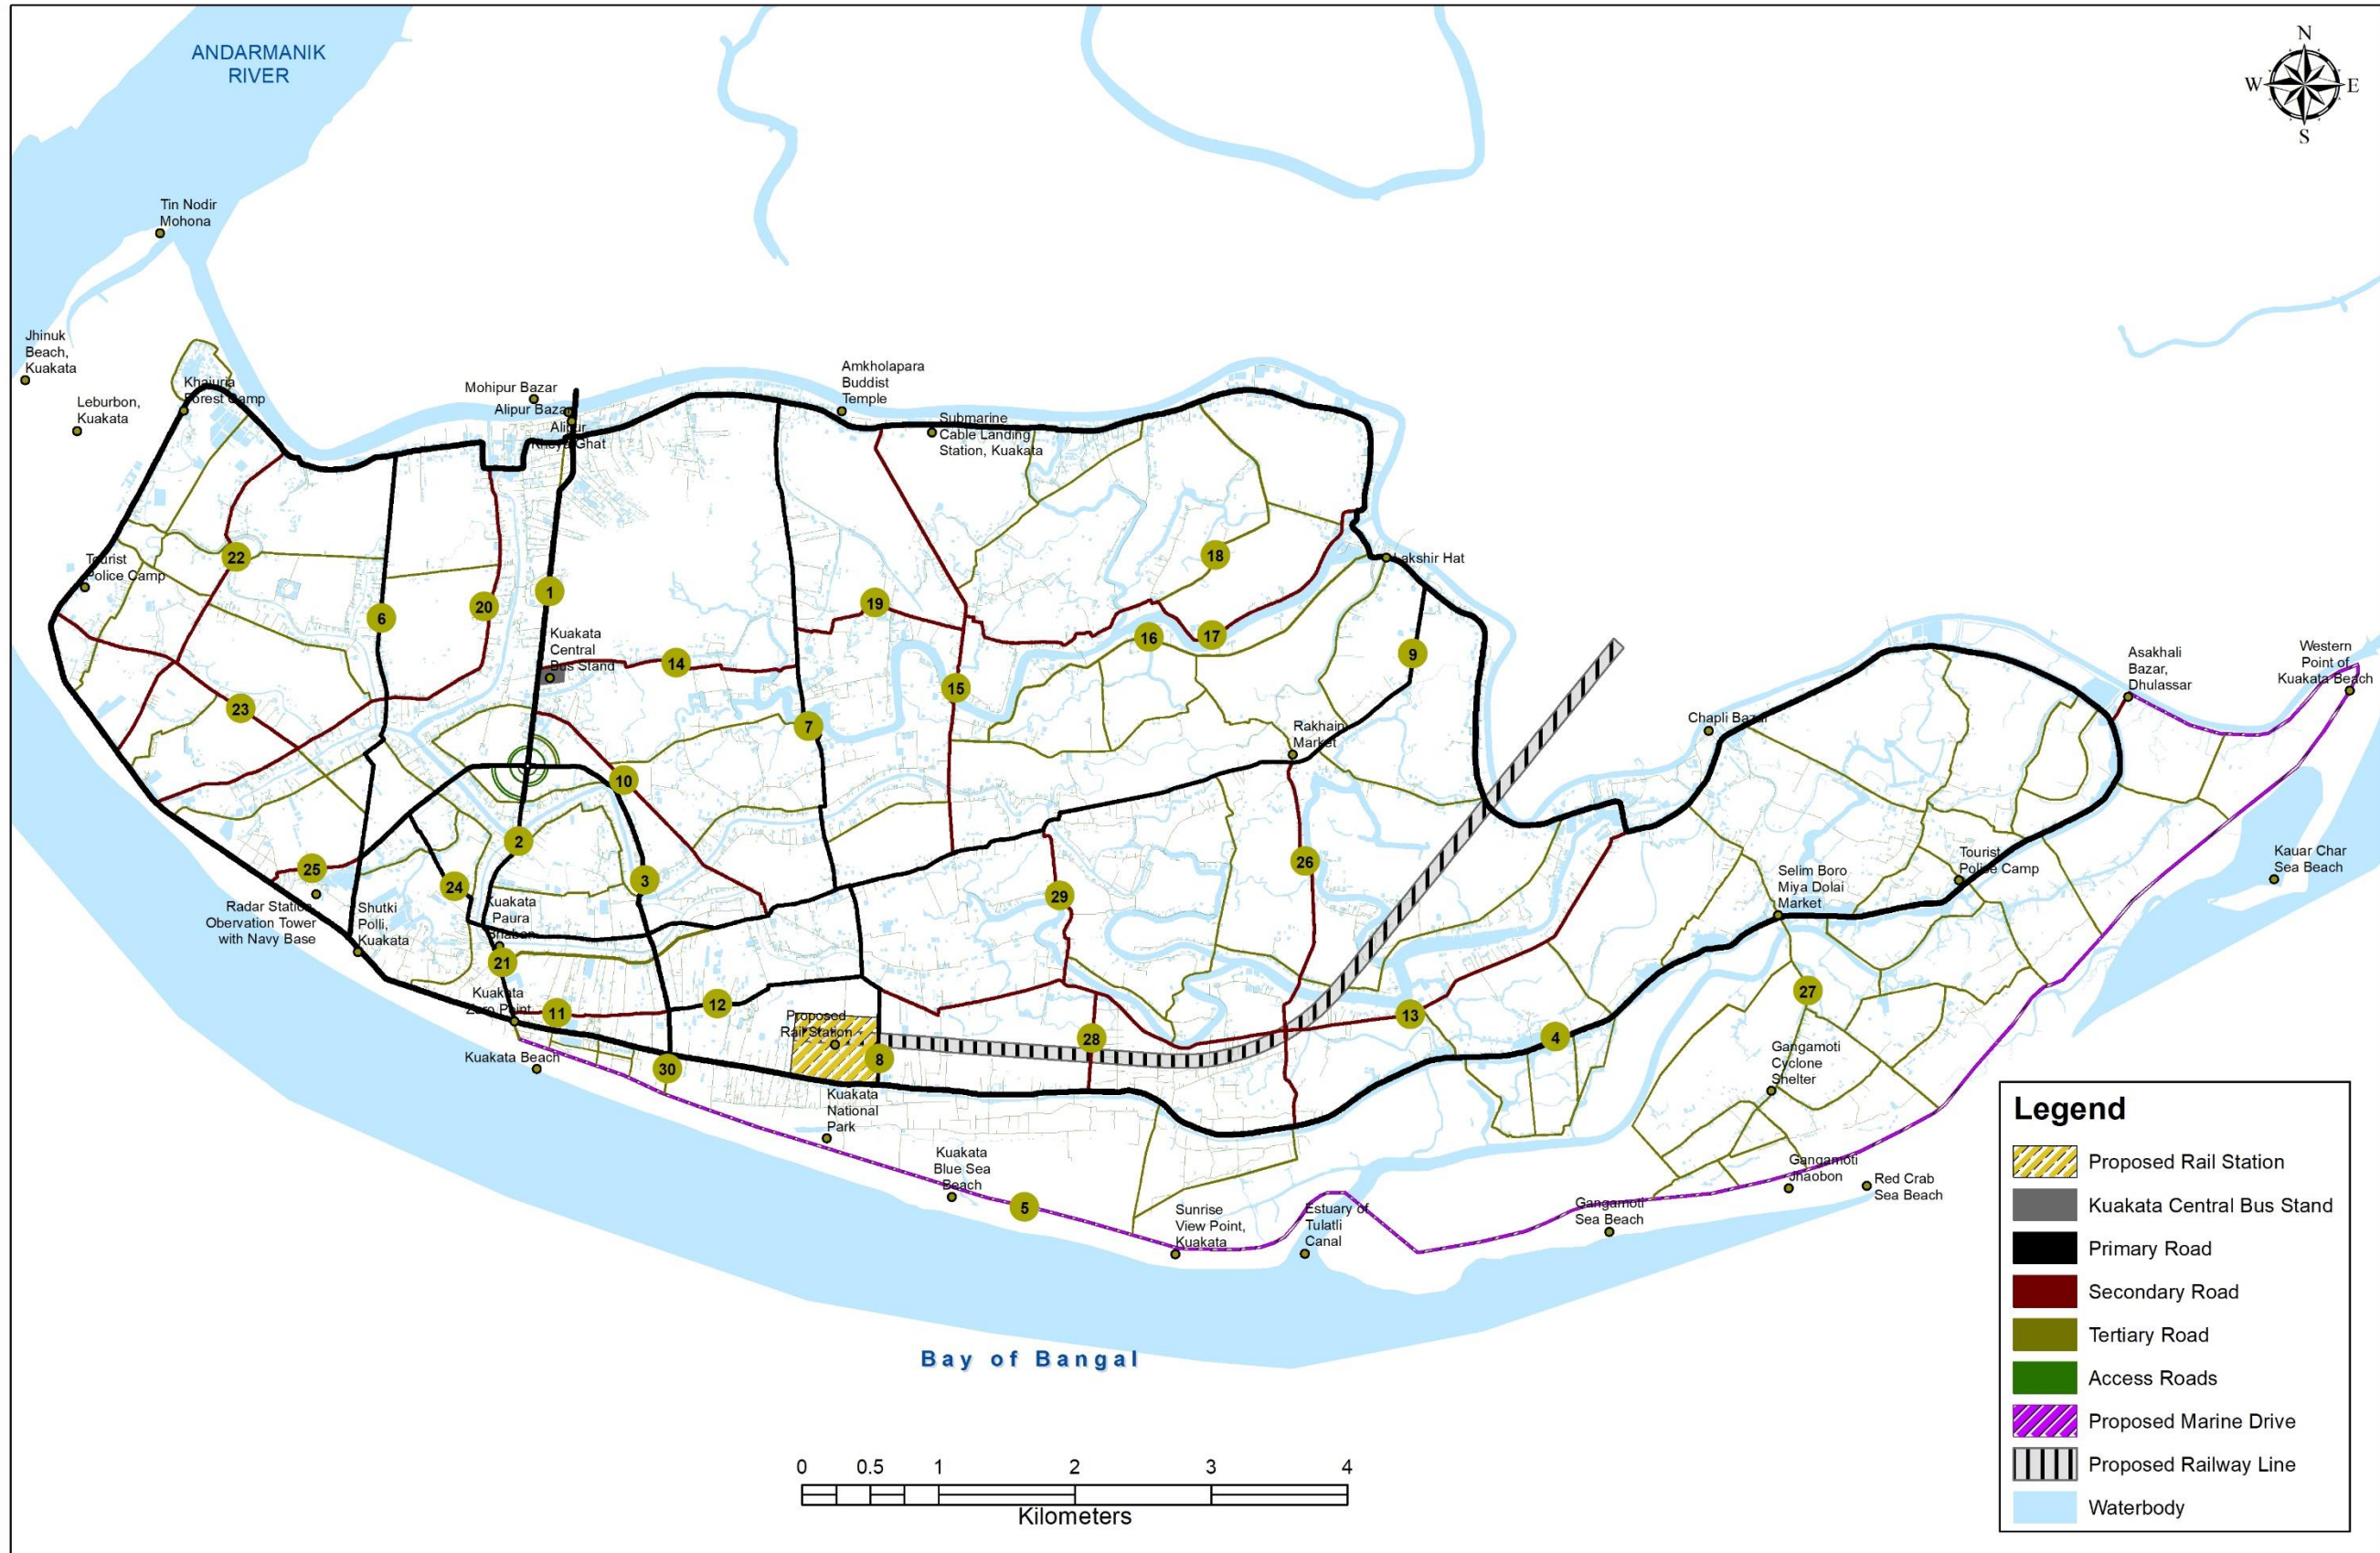 ANDARMANIK
RIVER
N
W
E
S
Tin Nodir
Mohona
Jhinuk
Beach,
Kuakata
Leburbon,
Kuakata
Khajuria
Forest Camp
Mohipur Bazar
Alipur Bazar
Alipur
Kheya Ghat
Amkholapara
Buddist
Temple
Submarine
Cable Landing
Station, Kuakata
Lakshir Hat
Tourist
Police Camp
22
6
20
1
19
18
16
17
9
Kuakata
Central
Bus Stand
14
15
23
7
10
Rakhain
Market
Chapli Bazar
Asakhali
Bazar,
Dhulassar
Western
Point of
Kuakata Beach
2
25
24
3
29
26
Radar Station
Obervation Tower
with Navy Base
Shutki
Polli,
Kuakata
Kuakata
Paura
Bhaban
21
Selim Boro
Miya Dolai
Market
Tourist
Police Camp
Kauar Char
Sea Beach
Kuakata
Zero Point
11
12
Proposed
Rail Station
8
28
13
4
27
Kuakata Beach
30
Kuakata
National
Park
Gangamoti
Cyclone
Shelter
Kuakata
Blue Sea
Beach
5
Sunrise
View Point,
Kuakata
Estuary of
Tulatli
Canal
Gangamoti
Sea Beach
Gangamoti
Jhaobon
Red Crab
Sea Beach
Bay of Bangal
0 0.5 1 2 3 4
Kilometers
Legend
Proposed Rail Station
Kuakata Central Bus Stand
Primary Road
Secondary Road
Tertiary Road
Access Roads
Proposed Marine Drive
Proposed Railway Line
Waterbody